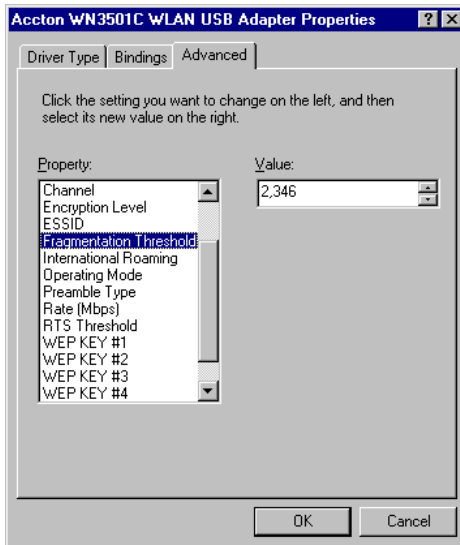 Accton WN3501C WLAN USB Adapter Properties
Driver Type Bindings Advanced
Click the setting you want to change on the left, and then
select its new value on the right.
Property:
Value:
Channel
Encryption Level
ESSID
Fragmentation Threshold
International Roaming
Operating Mode
Preamble Type
Rate (Mbps)
RTS Threshold
WEP KEY #1
WEP KEY #2
WEP KEY #3
WEP KEY #4
2,346
OK Cancel